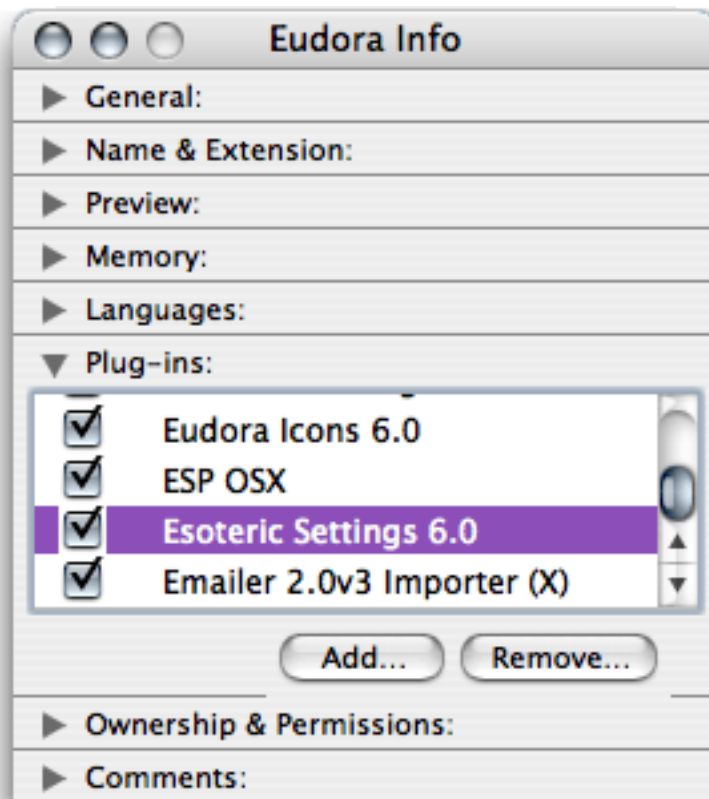 Eudora Info
General:
Name & Extension:
Preview:
Memory:
Languages:
Plug-ins:
Eudora Icons 6.0
ESP OSX
Esoteric Settings 6.0
Emailer 2.0v3 Importer (X)
Add... Remove...
Ownership & Permissions:
Comments: